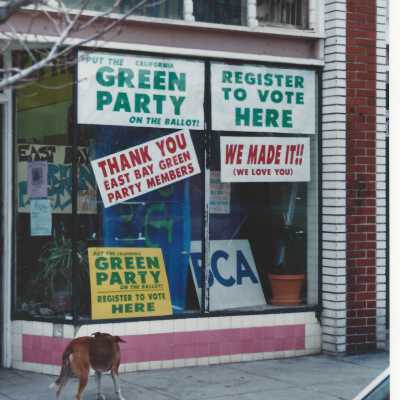 PUT THE CALIFORNIA
GREEN
PARTY
ON THE BALLOT!
REGISTER
TO VOTE
HERE
THANK YOU
EAST BAY GREEN
PARTY MEMBERS
WE MADE IT!!
(WE LOVE YOU)
EAST BAY
PUT THE CALIFORNIA
GREEN
PARTY
ON THE BALLOT!
REGISTER TO VOTE
HERE
BCA